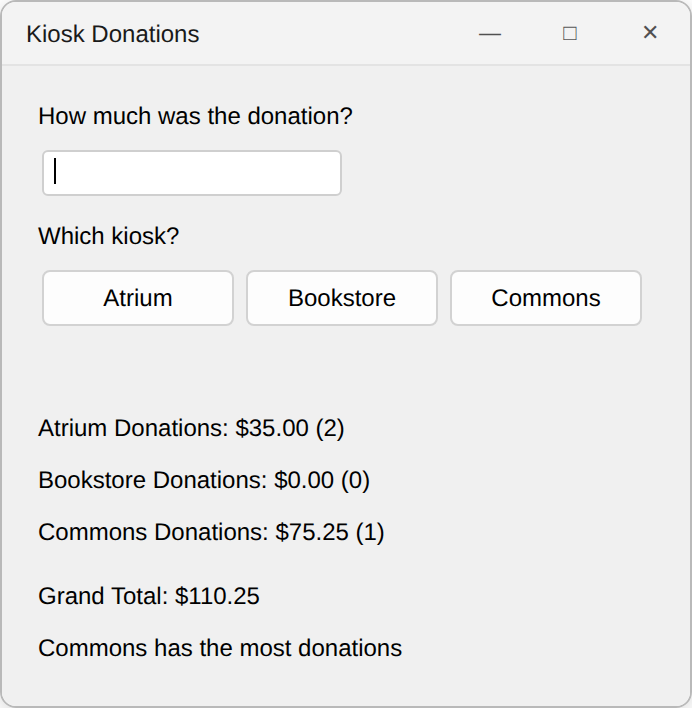 Kiosk Donations
How much was the donation?
Which kiosk?
Atrium Bookstore Commons
Atrium Donations: $35.00 (2)
Bookstore Donations: $0.00 (0)
Commons Donations: $75.25 (1)
Grand Total: $110.25
Commons has the most donations